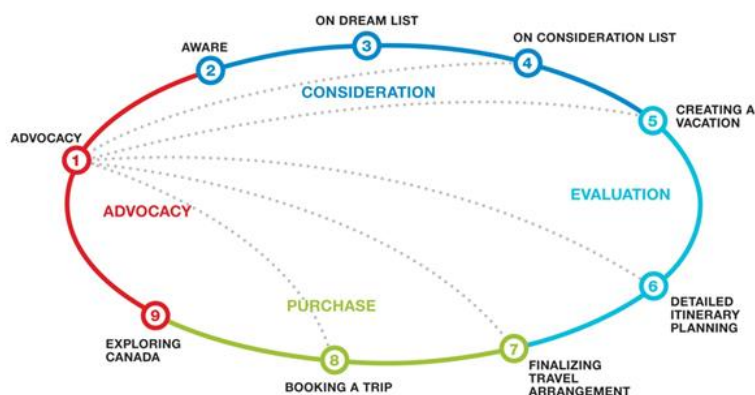 ADVOCACY
1
AWARE
2
ON DREAM LIST
3
ON CONSIDERATION LIST
4
CONSIDERATION
CREATING A
VACATION
5
EVALUATION
ADVOCACY
6
DETAILED
ITINERARY
PLANNING
PURCHASE
7
FINALIZING
TRAVEL
ARRANGEMENT
8
BOOKING A TRIP
9
EXPLORING
CANADA